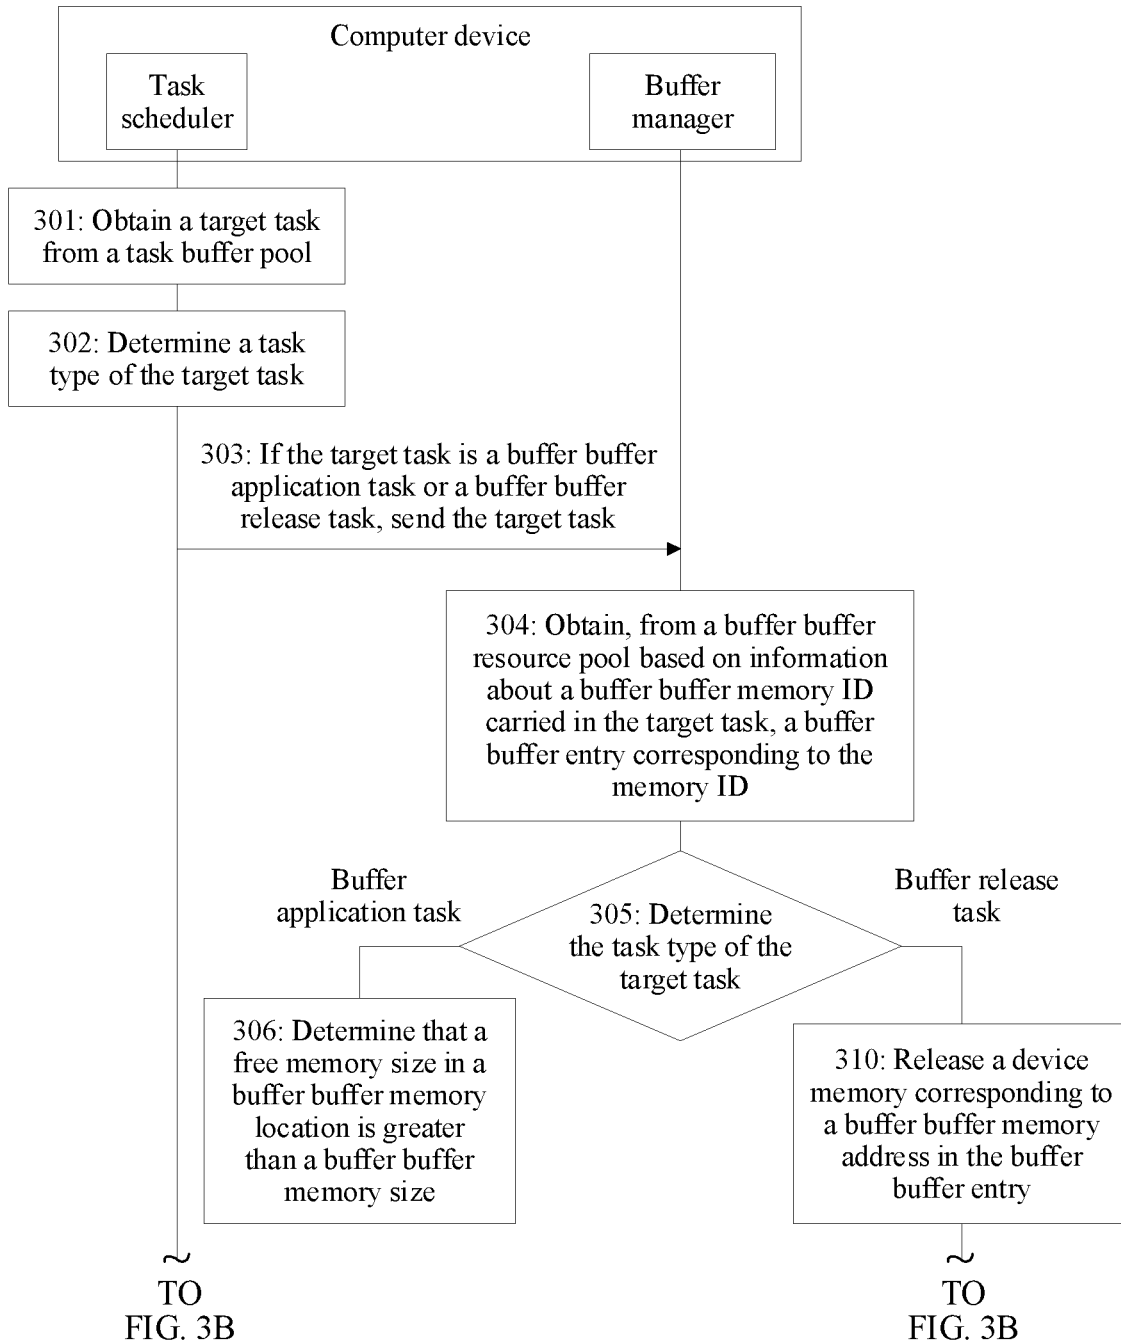 Computer device
Task
scheduler
Buffer
manager
301: Obtain a target task
from a task buffer pool
302: Determine a task
type of the target task
303: If the target task is a buffer buffer
application task or a buffer buffer
release task, send the target task
304: Obtain, from a buffer buffer
resource pool based on information
about a buffer buffer memory ID
carried in the target task, a buffer
buffer entry corresponding to the
memory ID
Buffer
application task
305: Determine
the task type of the
target task
Buffer release
task
306: Determine that a
free memory size in a
buffer buffer memory
location is greater
than a buffer buffer
memory size
310: Release a device
memory corresponding to
a buffer buffer memory
address in the buffer
buffer entry
TO
FIG. 3B
TO
FIG. 3B